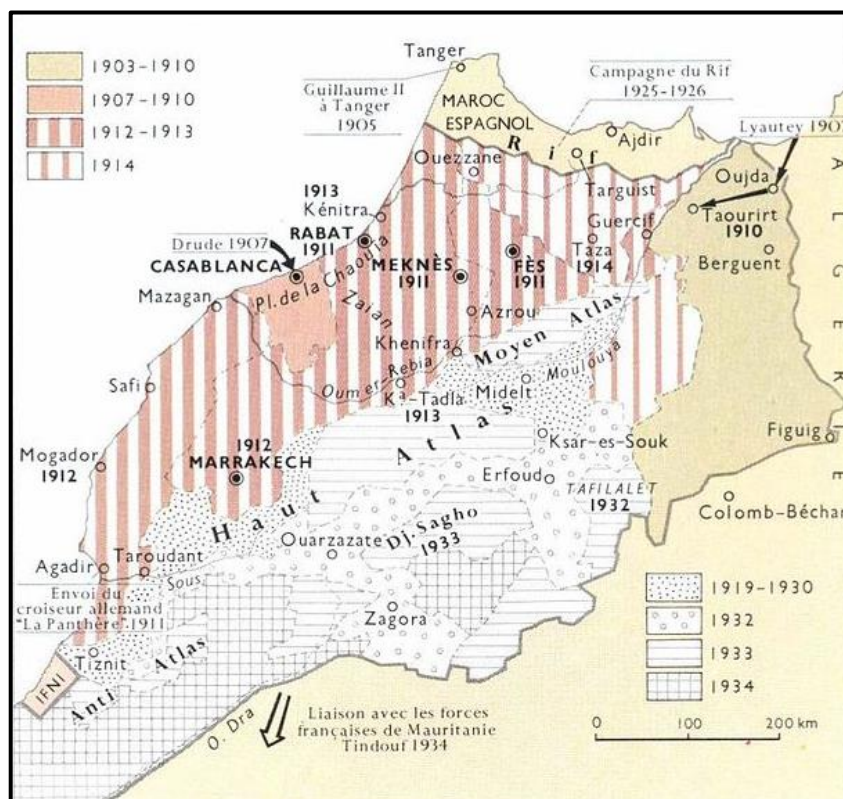 1903-1910
1907-1910
1912-1913
1914
Tanger
Guillaume II
à Tanger
1905
Campagne du Rif
1925-1926
MAROC
ESPAGNOL
Ajdir
Rif
Lyautey 1907
Ouezzane
Targuist
Oujda
Taourirt
1910
Berguent
Guercif
Taza
1914
ALGERIE
1913
Kénitra
RABAT
1911
Drude 1907
CASABLANCA
Pl. de la Chaouïa
Mazagan
Zaïan
MEKNÈS
1911
FÈS
1911
Azrou
Khenifra
Moyen Atlas
Moulouya
Oum er-Rebia
K.-Tadla
1913
Midelt
Safi
Mogador
1912
1912
MARRAKECH
Haut Atlas
Ksar-es-Souk
Figuig
Erfoud
TAFILALET
1932
Colomb-Béchar
Agadir
Taroudant
Sous
Ouarzazate
Dj. Sagho
1933
Envoi du
croiseur allemand
"La Panthère" 1911
Zagora
Tiznit
Anti Atlas
IFNI
O. Dra
Liaison avec les forces
françaises de Mauritanie
Tindouf 1934
1919-1930
1932
1933
1934
0 100 200 km